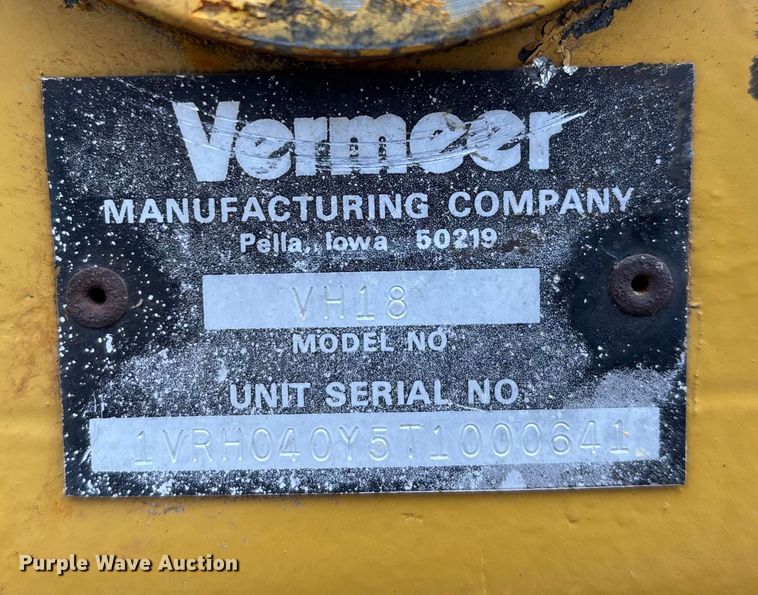 Vermeer
MANUFACTURING COMPANY
Pella, Iowa 50219
VH18
MODEL NO
UNIT SERIAL NO
1VRH040Y5T1000641
Purple Wave Auction